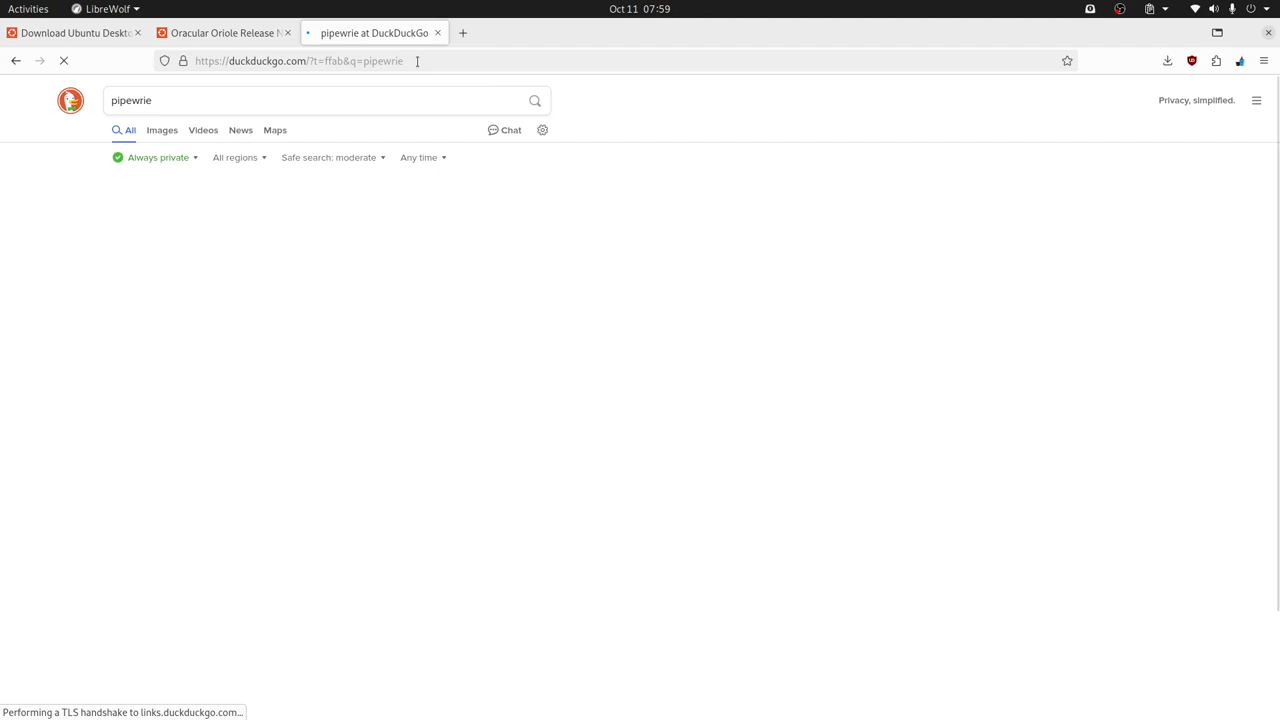 Activities LibreWolf Oct 11 07:59
Download Ubuntu Deskto Oracular Oriole Release N pipewrie at DuckDuckGo
https://duckduckgo.com/?t=ffab&q=pipewrie
pipewrie Privacy, simplified.
All Images Videos News Maps Chat
Always private All regions Safe search: moderate Any time
Performing a TLS handshake to links.duckduckgo.com…